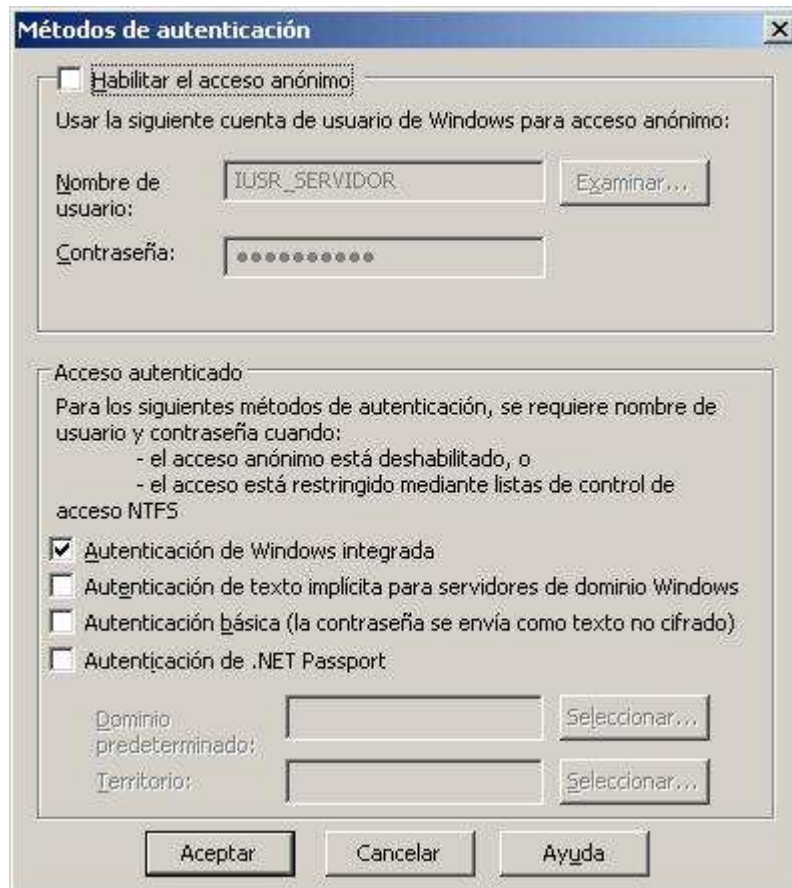 Métodos de autenticación
Habilitar el acceso anónimo
Usar la siguiente cuenta de usuario de Windows para acceso anónimo:
Nombre de
usuario:
IUSR_SERVIDOR
Examinar...
Contraseña:
Acceso autenticado
Para los siguientes métodos de autenticación, se requiere nombre de
usuario y contraseña cuando:
- el acceso anónimo está deshabilitado, o
- el acceso está restringido mediante listas de control de
acceso NTFS
Autenticación de Windows integrada
Autenticación de texto implícita para servidores de dominio Windows
Autenticación básica (la contraseña se envía como texto no cifrado)
Autenticación de .NET Passport
Dominio
predeterminado:
Seleccionar...
Territorio:
Seleccionar...
Aceptar
Cancelar
Ayuda